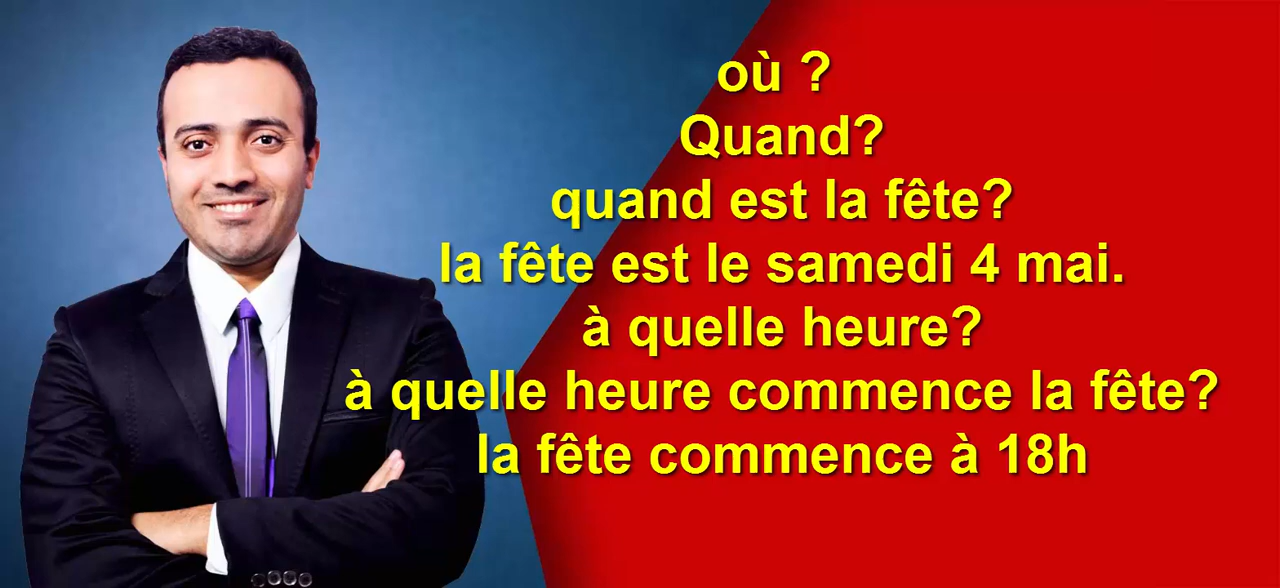 où ?
Quand?
quand est la fête?
la fête est le samedi 4 mai.
à quelle heure?
à quelle heure commence la fête?
la fête commence à 18h